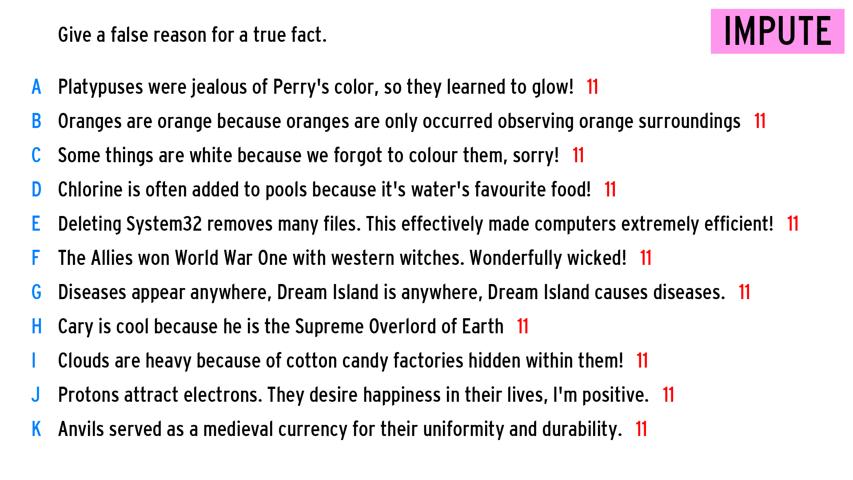 Give a false reason for a true fact.
IMPUTE
A Platypuses were jealous of Perry's color, so they learned to glow! 11
B Oranges are orange because oranges are only occurred observing orange surroundings 11
C Some things are white because we forgot to colour them, sorry! 11
D Chlorine is often added to pools because it's water's favourite food! 11
E Deleting System32 removes many files. This effectively made computers extremely efficient! 11
F The Allies won World War One with western witches. Wonderfully wicked! 11
G Diseases appear anywhere, Dream Island is anywhere, Dream Island causes diseases. 11
H Cary is cool because he is the Supreme Overlord of Earth 11
I Clouds are heavy because of cotton candy factories hidden within them! 11
J Protons attract electrons. They desire happiness in their lives, I'm positive. 11
K Anvils served as a medieval currency for their uniformity and durability. 11